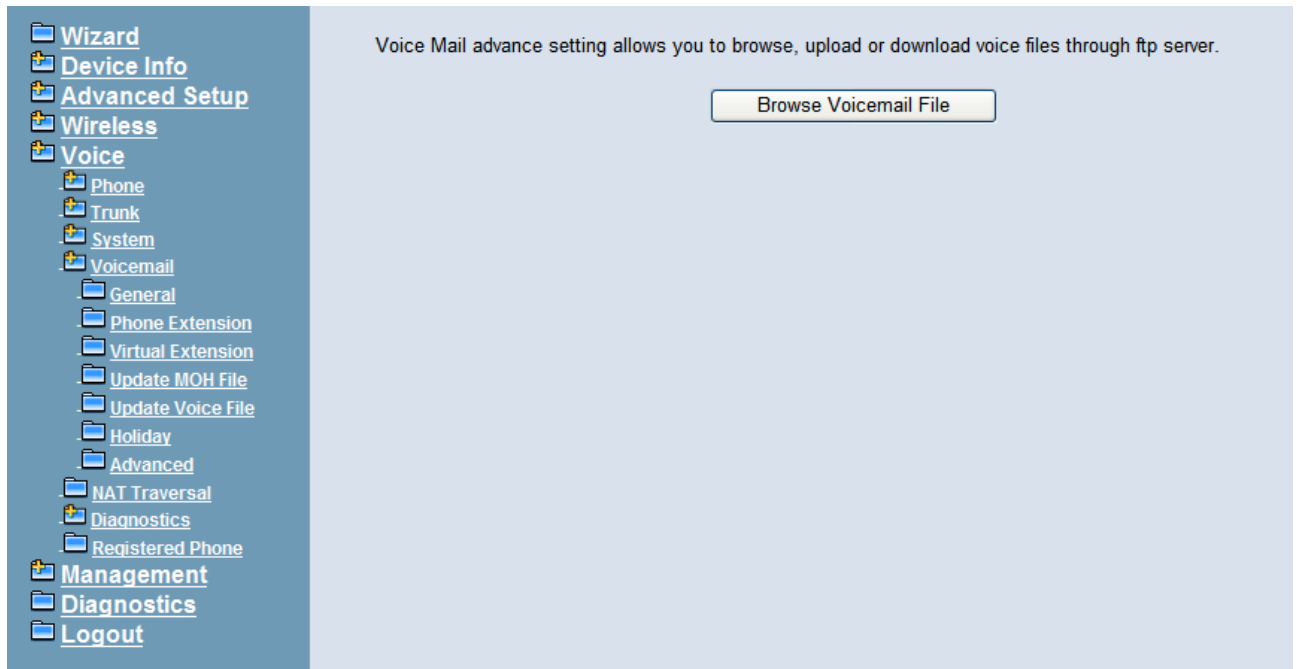 Wizard
Device Info
Advanced Setup
Wireless
Voice
Phone
Trunk
System
Voicemail
General
Phone Extension
Virtual Extension
Update MOH File
Update Voice File
Holiday
Advanced
NAT Traversal
Diagnostics
Registered Phone
Management
Diagnostics
Logout
Voice Mail advance setting allows you to browse, upload or download voice files through ftp server.
Browse Voicemail File